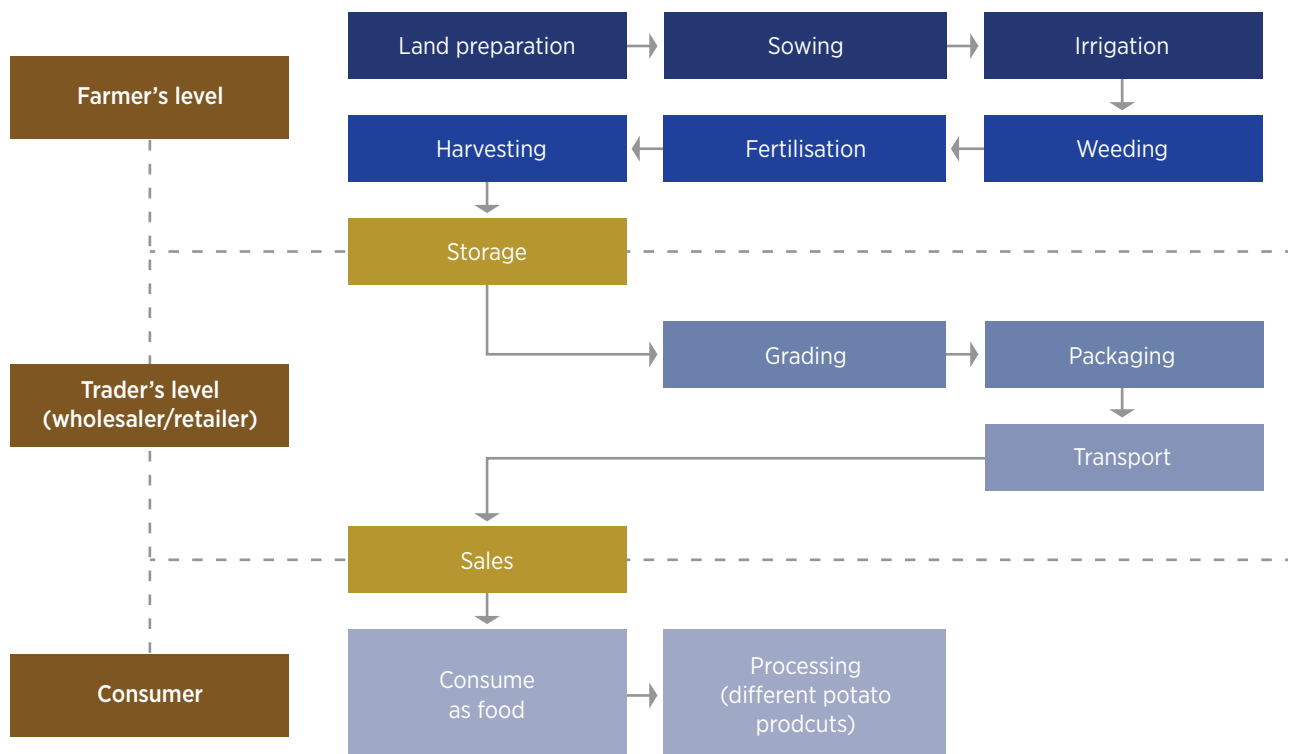 Land preparation
Sowing
Irrigation
Farmer's level
Harvesting
Fertilisation
Weeding
Storage
Grading
Packaging
Trader's level
(wholesaler/retailer)
Transport
Sales
Consumer
Consume
as food
Processing
(different potato
prodcuts)